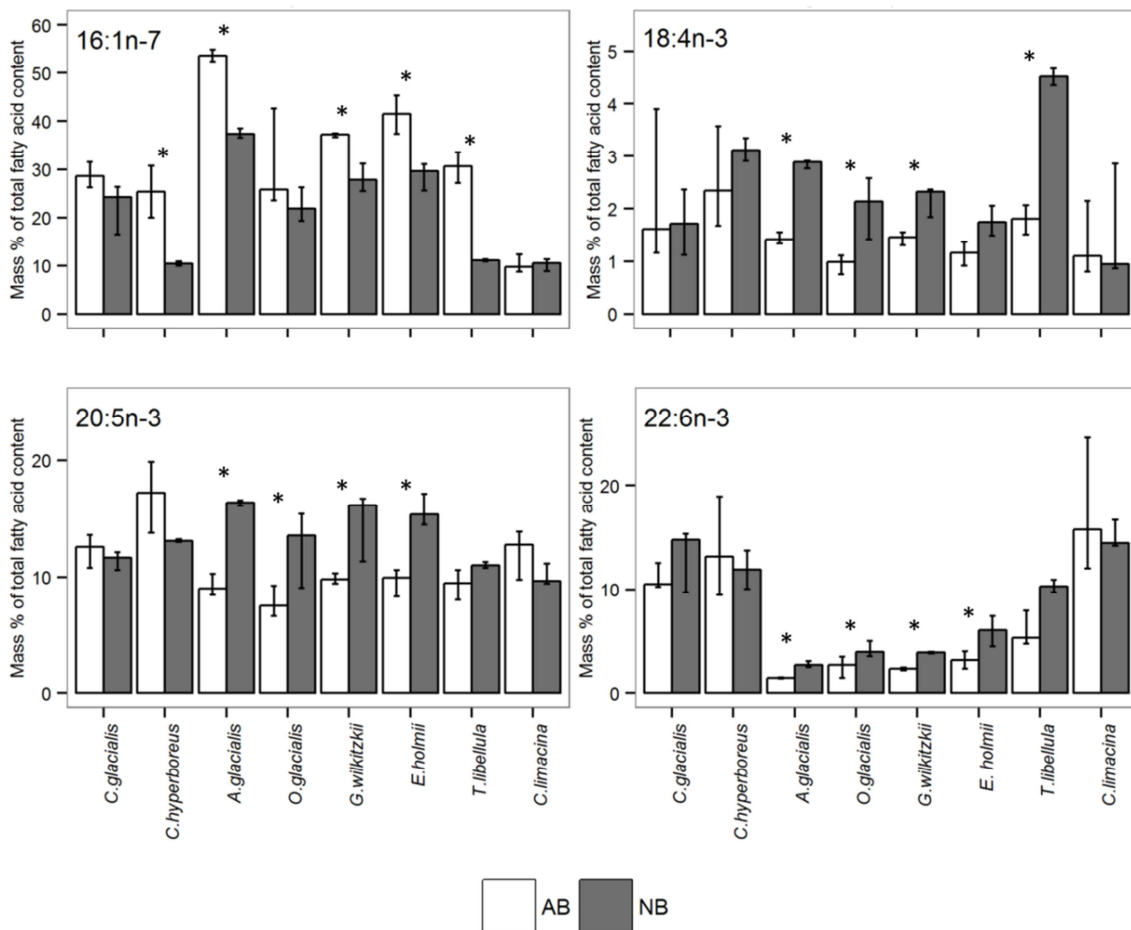 16:1n-7
Mass % of total fatty acid content
60
50
40
30
20
10
0
*
*
*
*
*
18:4n-3
Mass % of total fatty acid content
5
4
3
2
1
0
*
*
*
*
20:5n-3
Mass % of total fatty acid content
20
10
0
*
*
*
*
C.glacialis
C.hyperboreus
A.glacialis
O.glacialis
G.wilkitzkii
E.holmii
T.libellula
C.limacina
22:6n-3
Mass % of total fatty acid content
20
10
0
*
*
*
*
C.glacialis
C.hyperboreus
A.glacialis
O.glacialis
G.wilkitzkii
E. holmii
T.libellula
C.limacina
AB
NB